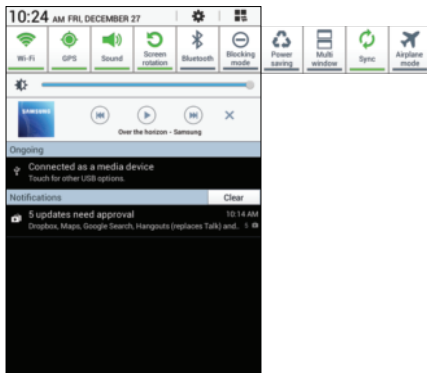 10:24 AM FRI, DECEMBER 27
Wi-Fi
GPS
Sound
Screen rotation
Bluetooth
Blocking mode
Power saving
Multi window
Sync
Airplane mode
SAMSUNG
Over the horizon - Samsung
Ongoing
Connected as a media device
Touch for other USB options.
Notifications Clear
5 updates need approval 10:14 AM
Dropbox, Maps, Google Search, Hangouts (replaces Talk) and.. 5